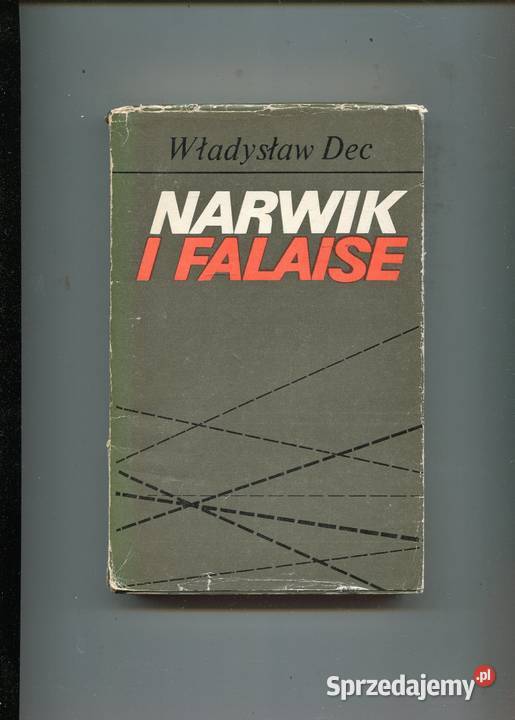 Władysław Dec
NARWIK
I FALAISE
Sprzedajemy.pl